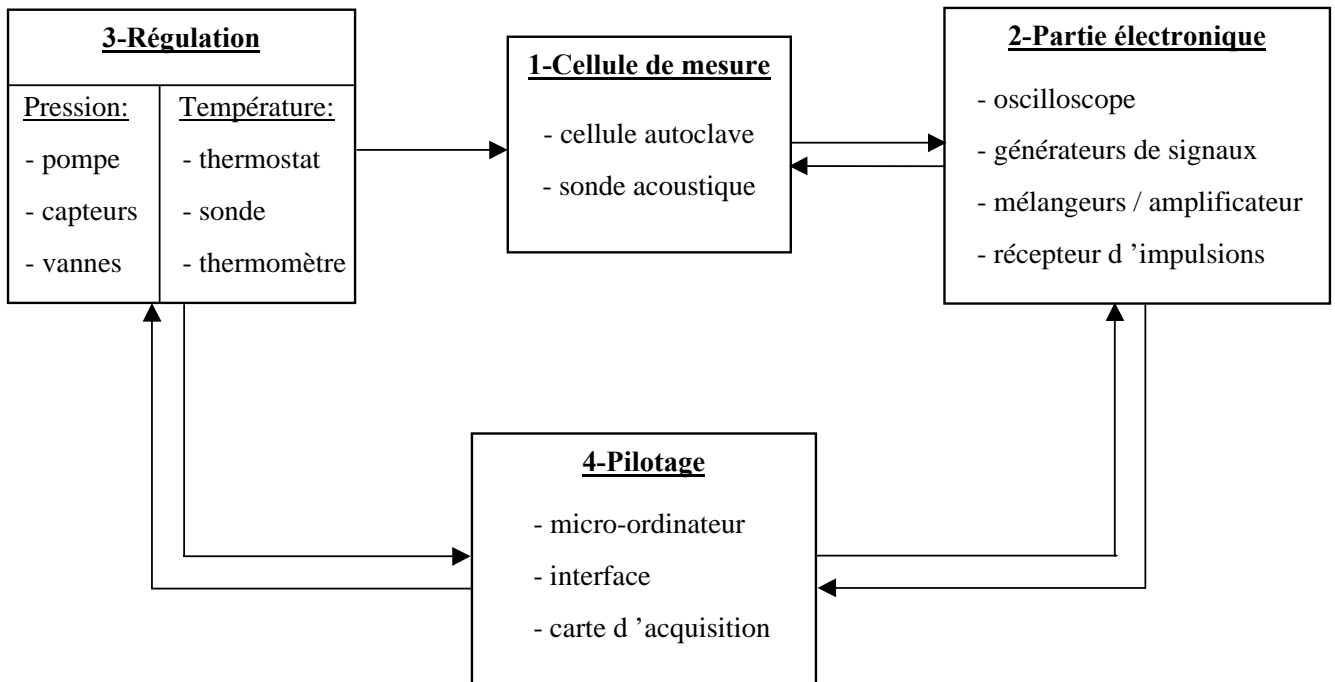 3-Régulation
Pression:
- pompe
- capteurs
- vannes
Température:
- thermostat
- sonde
- thermomètre
1-Cellule de mesure
- cellule autoclave
- sonde acoustique
2-Partie électronique
- oscilloscope
- générateurs de signaux
- mélangeurs / amplificateur
- récepteur d ’impulsions
4-Pilotage
- micro-ordinateur
- interface
- carte d ’acquisition